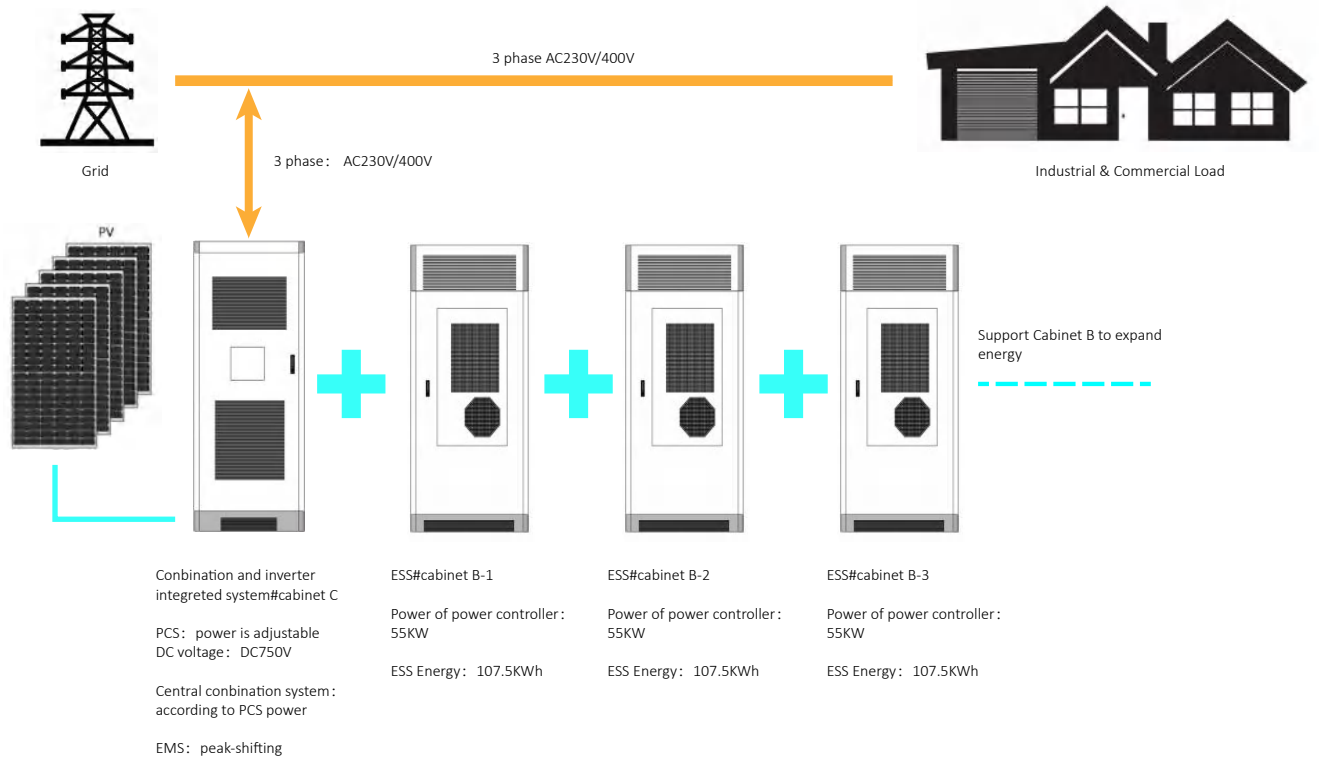 3 phase AC230V/400V
3 phase： AC230V/400V
Grid
Industrial & Commercial Load
PV
Support Cabinet B to expand
energy
Conbination and inverter
integreted system#cabinet C
PCS：power is adjustable
DC voltage：DC750V
Central conbination system：
according to PCS power
EMS：peak-shifting
ESS#cabinet B-1
Power of power controller：
55KW
ESS Energy：107.5KWh
ESS#cabinet B-2
Power of power controller：
55KW
ESS Energy：107.5KWh
ESS#cabinet B-3
Power of power controller：
55KW
ESS Energy：107.5KWh